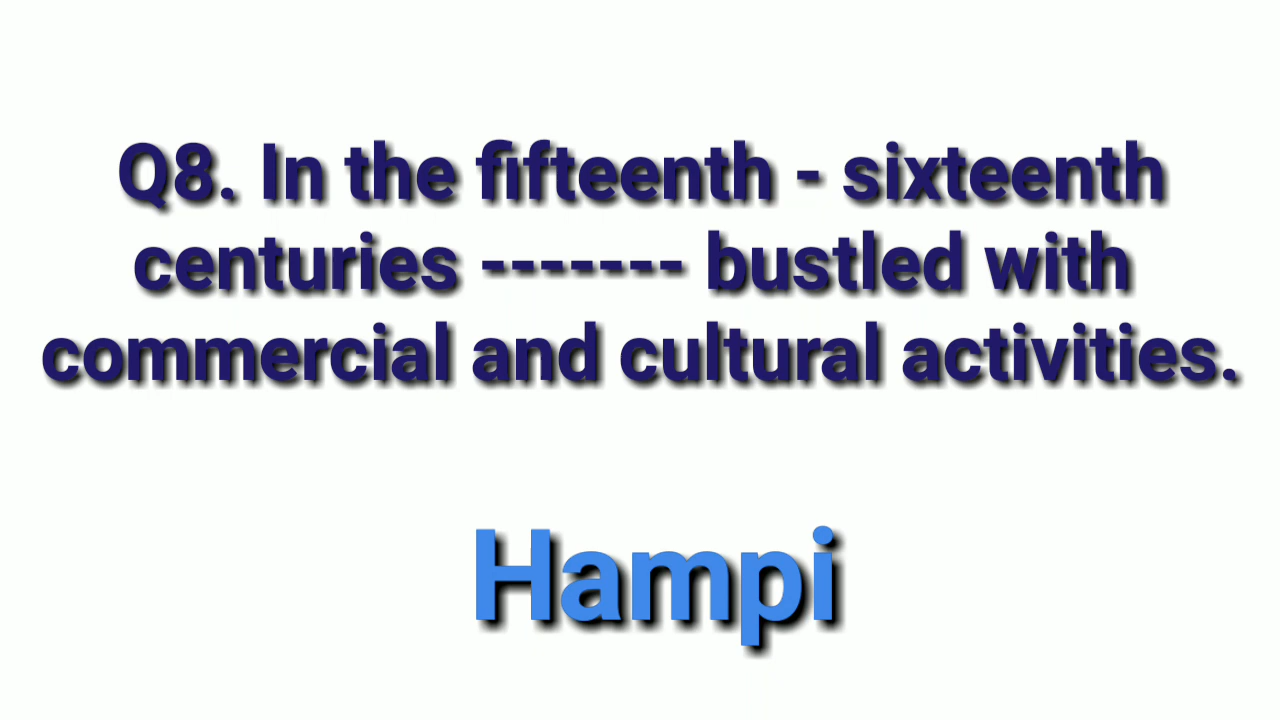 Q8. In the fifteenth - sixteenth
centuries ------- bustled with
commercial and cultural activities.
Hampi